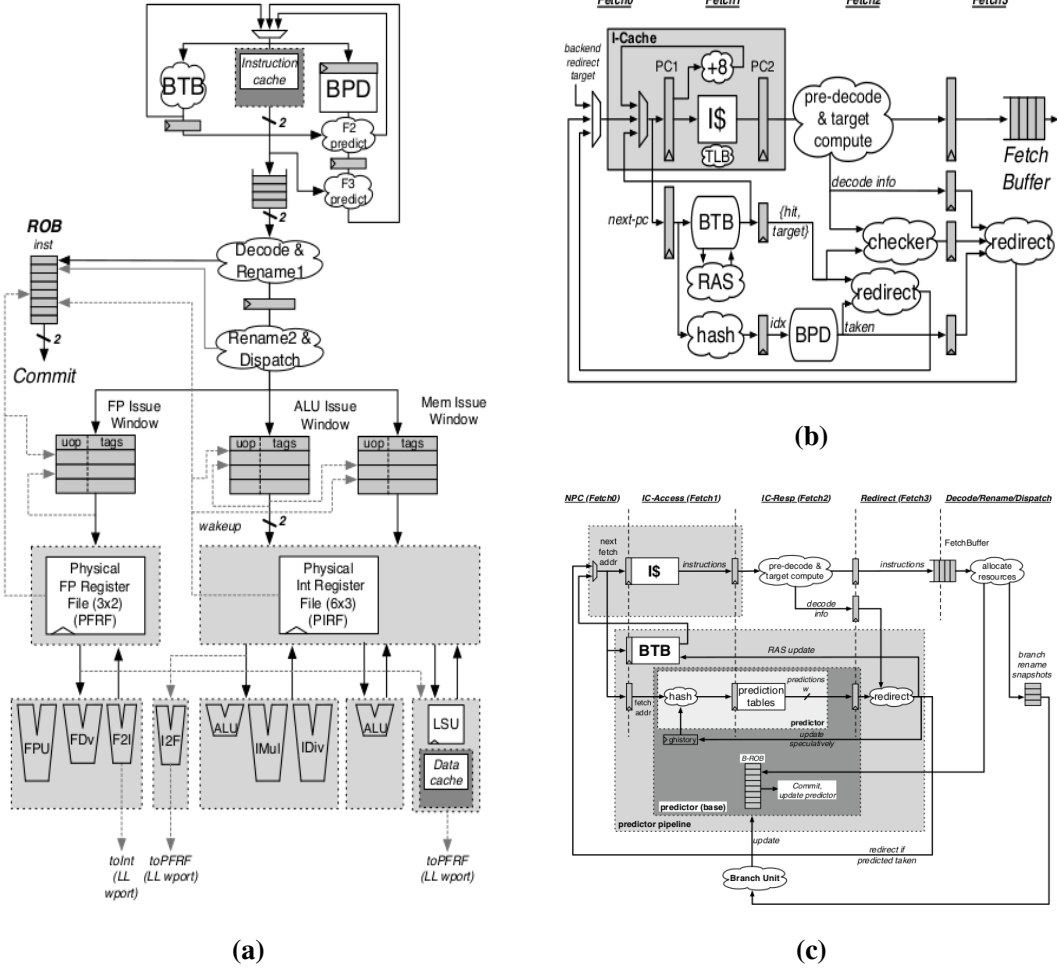 BTB
Instruction
cache
BPD
2
F2
predict
F3
predict
2
ROB
inst
Decode &
Rename1
2
Commit
Rename2 &
Dispatch
FP Issue
Window
ALU Issue
Window
Mem Issue
Window
uop tags
uop tags
uop tags
wakeup
2
Physical
FP Register
File (3x2)
(PFRF)
Physical
Int Register
File (6x3)
(PIRF)
FPU
FDv
F2I
I2F
ALU
IMul
IDiv
ALU
LSU
Data
cache
toInt
(LL
wport)
toPFRF
(LL wport)
toPFRF
(LL wport)
(a)
Fetch0 Fetch1 Fetch2 Fetch3
I-Cache
backend
redirect
target
PC1
+8
PC2
I$
TLB
pre-decode
& target
compute
Fetch
Buffer
decode info
next-pc
BTB
{hit,
target}
RAS
checker
redirect
redirect
hash
idx
BPD
taken
(b)
NPC (Fetch0) IC-Access (Fetch1) IC-Resp (Fetch2) Redirect (Fetch3) Decode/Rename/Dispatch
next
fetch
addr
I$
instructions
pre-decode &
target compute
instructions
FetchBuffer
allocate
resources
decode
info
BTB
RAS update
branch
rename
snapshots
fetch
addr
hash
prediction
tables
predictions
w
redirect
predictor
ghistory
update
speculatively
B-ROB
Commit,
update predictor
predictor (base)
predictor pipeline
update
redirect if
predicted taken
Branch Unit
(c)